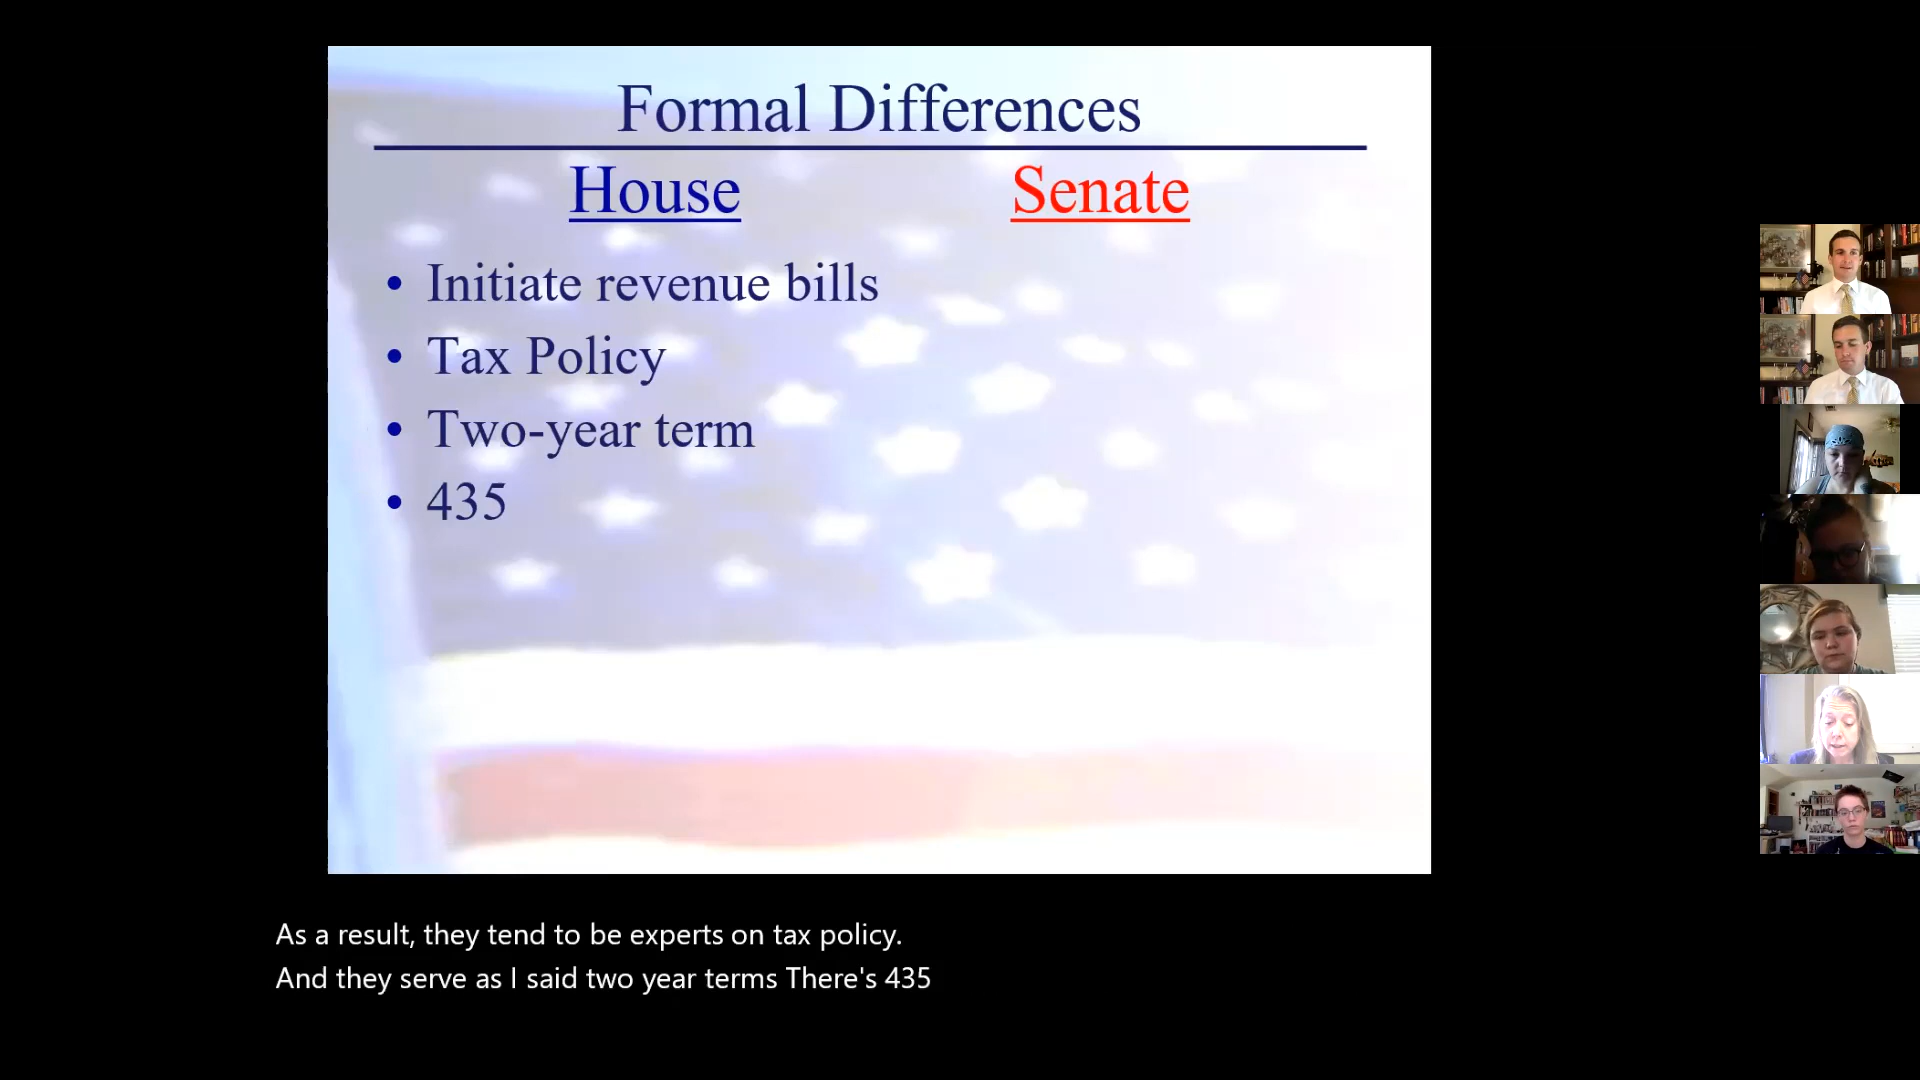 Formal Differences
House
Senate
• Initiate revenue bills
• Tax Policy
• Two-year term
• 435
As a result, they tend to be experts on tax policy.
And they serve as I said two year terms There's 435